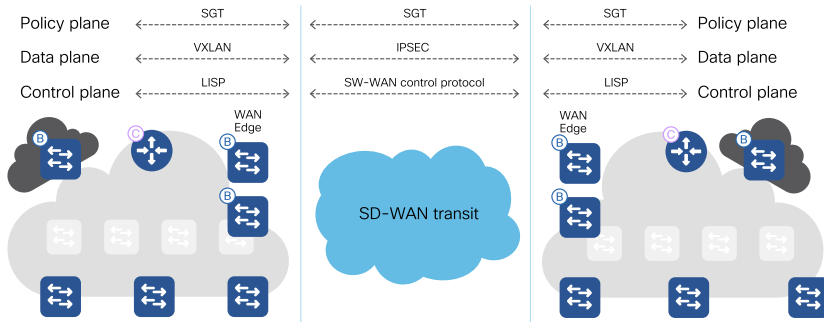 Policy plane SGT SGT SGT Policy plane
Data plane VXLAN IPSEC VXLAN Data plane
Control plane LISP SW-WAN control protocol LISP Control plane
B C WAN
Edge B
B
SD-WAN transit
WAN
Edge B
B
C B